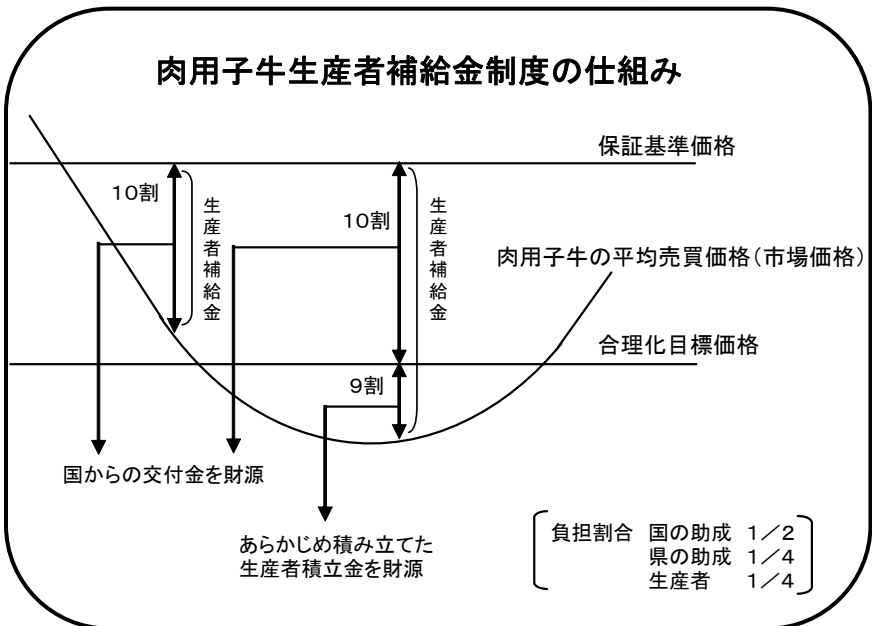 肉用子牛生産者補給金制度の仕組み
保証基準価格
10割
生産者補給金
10割
生産者補給金
肉用子牛の平均売買価格(市場価格)
合理化目標価格
9割
国からの交付金を財源
あらかじめ積み立てた
生産者積立金を財源
負担割合 国の助成 1/2
県の助成 1/4
生産者 1/4